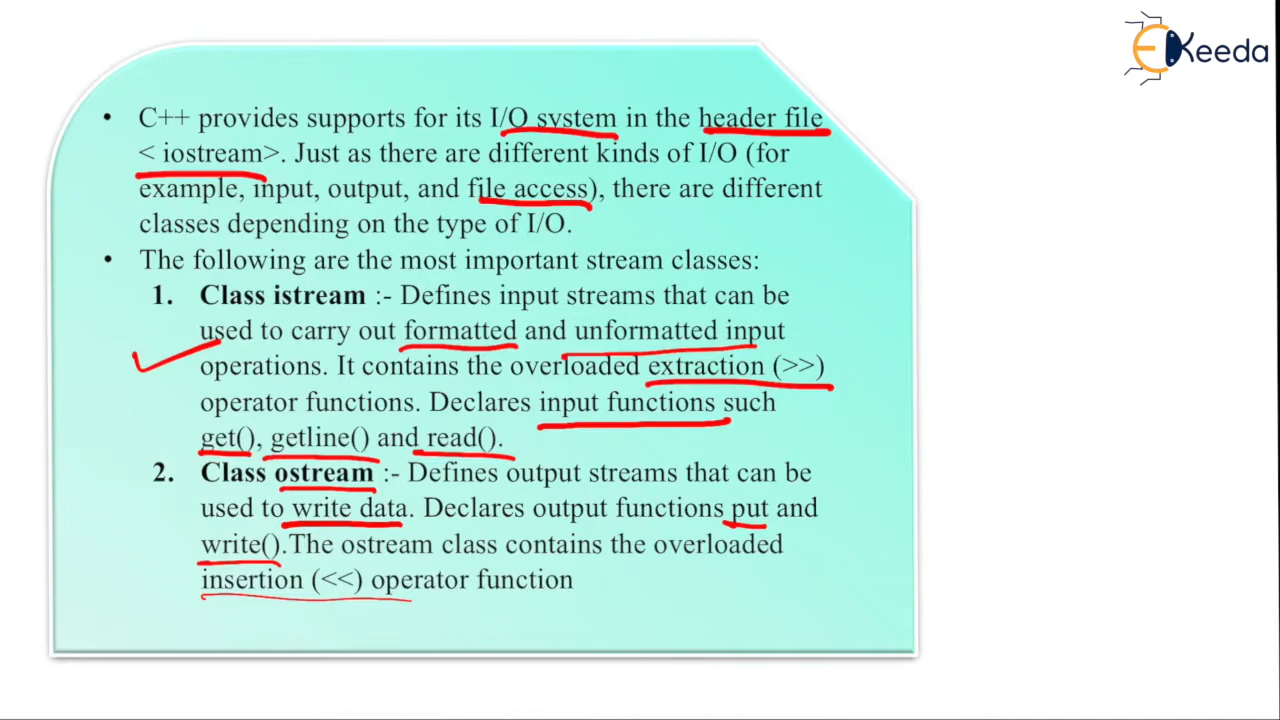 EKeeda
• C++ provides supports for its I/O system in the header file
< iostream>. Just as there are different kinds of I/O (for
example, input, output, and file access), there are different
classes depending on the type of I/O.
• The following are the most important stream classes:
1. Class istream :- Defines input streams that can be
used to carry out formatted and unformatted input
operations. It contains the overloaded extraction (>>)
operator functions. Declares input functions such
get(), getline() and read().
2. Class ostream :- Defines output streams that can be
used to write data. Declares output functions put and
write().The ostream class contains the overloaded
insertion (<<) operator function